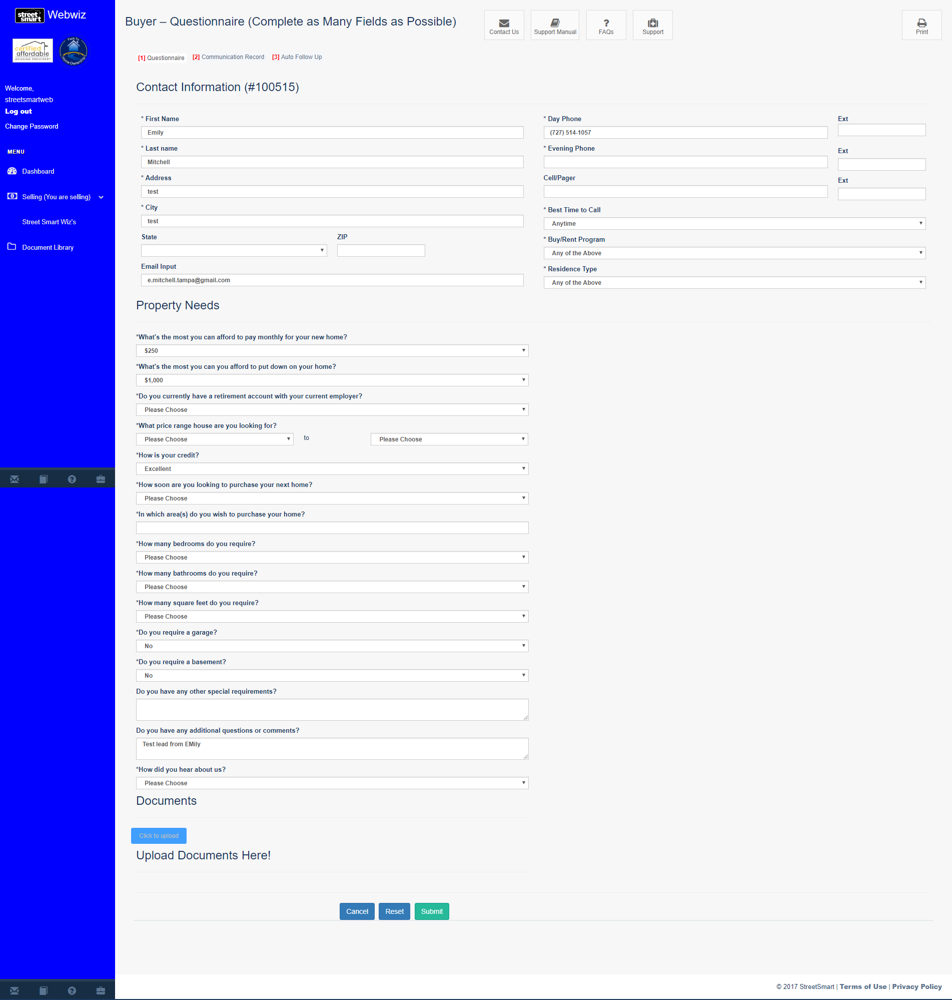 street smart Webwiz
certified affordable HOUSING PROVIDER®
Path To Home Ownership
Welcome,
streetsmartweb
Log out
Change Password
MENU
Dashboard
Selling (You are selling)
Street Smart Wiz's
Document Library
Buyer – Questionnaire (Complete as Many Fields as Possible)
Contact Us
Support Manual
? FAQs
Support
Print
[1] Questionnaire [2] Communication Record [3] Auto Follow Up
Contact Information (#100515)
* First Name
Emily
* Last name
Mitchell
* Address
test
* City
test
State ZIP
Email Input
e.mitchell.tampa@gmail.com
* Day Phone Ext
(727) 514-1057
* Evening Phone Ext
Cell/Pager Ext
* Best Time to Call
Anytime
* Buy/Rent Program
Any of the Above
* Residence Type
Any of the Above
Property Needs
*What's the most you can afford to pay monthly for your new home?
$250
*What's the most you can you afford to put down on your home?
$1,000
*Do you currently have a retirement account with your current employer?
Please Choose
*What price range house are you looking for?
Please Choose to Please Choose
*How is your credit?
Excellent
*How soon are you looking to purchase your next home?
Please Choose
*In which area(s) do you wish to purchase your home?
*How many bedrooms do you require?
Please Choose
*How many bathrooms do you require?
Please Choose
*How many square feet do you require?
Please Choose
*Do you require a garage?
No
*Do you require a basement?
No
Do you have any other special requirements?
Do you have any additional questions or comments?
Test lead from EMily
*How did you hear about us?
Please Choose
Documents
Click to upload
Upload Documents Here!
Cancel Reset Submit
© 2017 StreetSmart | Terms of Use | Privacy Policy